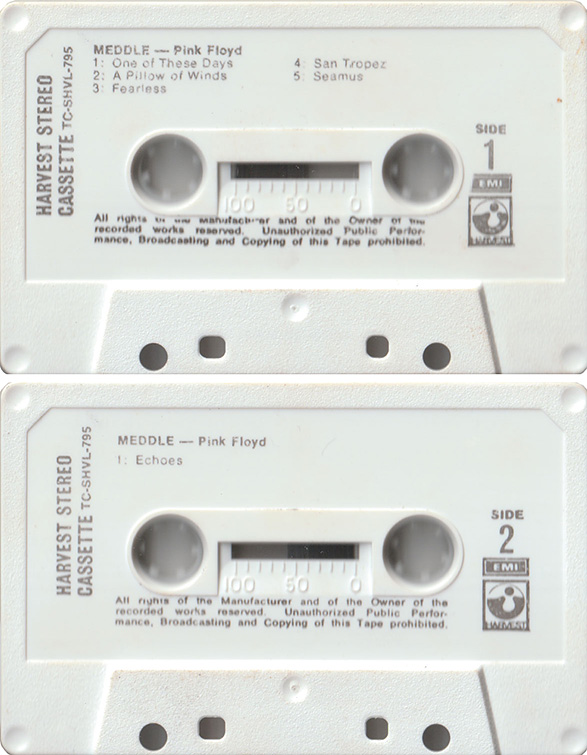 MEDDLE — Pink Floyd
1: One of These Days
2: A Pillow of Winds
3: Fearless
4: San Tropez
5: Seamus
HARVEST STEREO
CASSETTE TC-SHVL-795
SIDE
1
EMI
HARVEST
100 50 0
All rights of the Manufacturer and of the Owner of the
recorded works reserved. Unauthorized Public Perfor-
mance, Broadcasting and Copying of this Tape prohibited.
MEDDLE — Pink Floyd
1: Echoes
HARVEST STEREO
CASSETTE TC-SHVL-795
SIDE
2
EMI
HARVEST
100 50 0
All rights of the Manufacturer and of the Owner of the
recorded works reserved. Unauthorized Public Perfor-
mance, Broadcasting and Copying of this Tape prohibited.